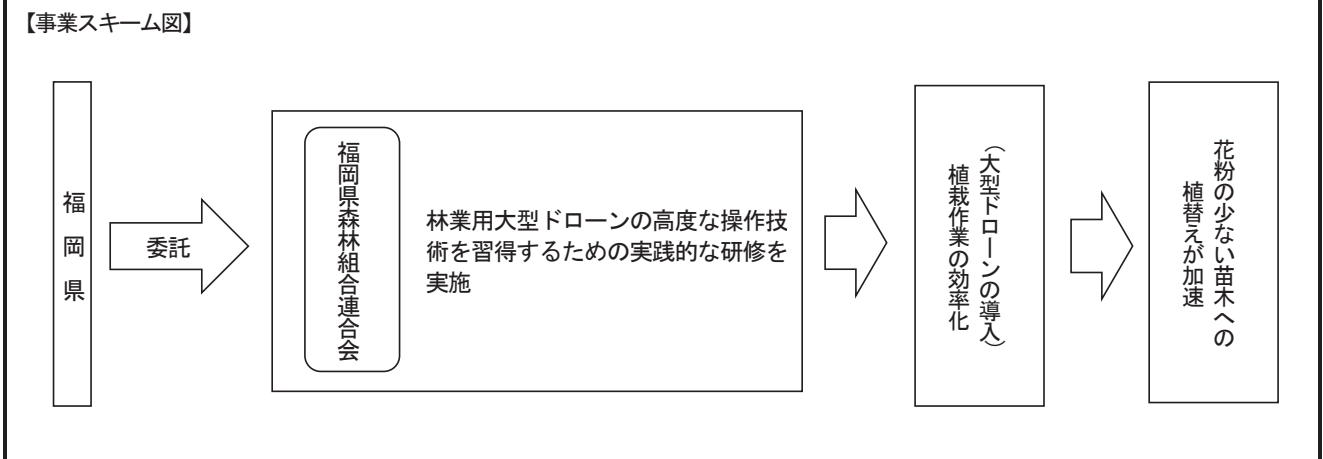 【事業スキーム図】
福岡県
委託
福岡県森林組合連合会
林業用大型ドローンの高度な操作技
術を習得するための実践的な研修を
実施
（大型ドローンの導入）
植栽作業の効率化
花粉の少ない苗木への
植替えが加速